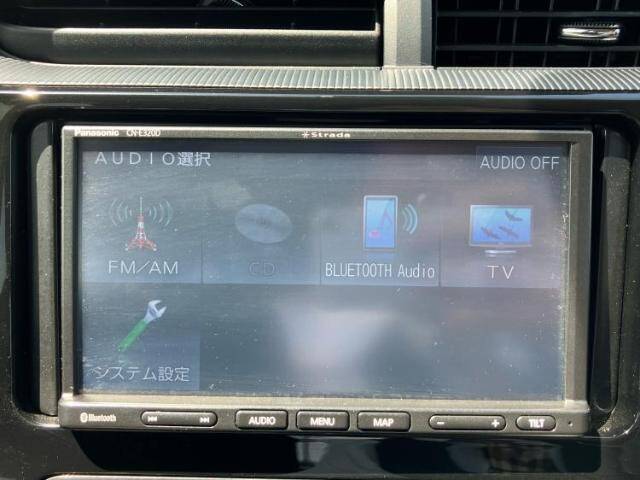 Panasonic CN-E320D Strada
AUDIO選択 AUDIO OFF
FM/AM CD BLUETOOTH Audio TV
システム設定
Bluetooth AUDIO MENU MAP − + TILT